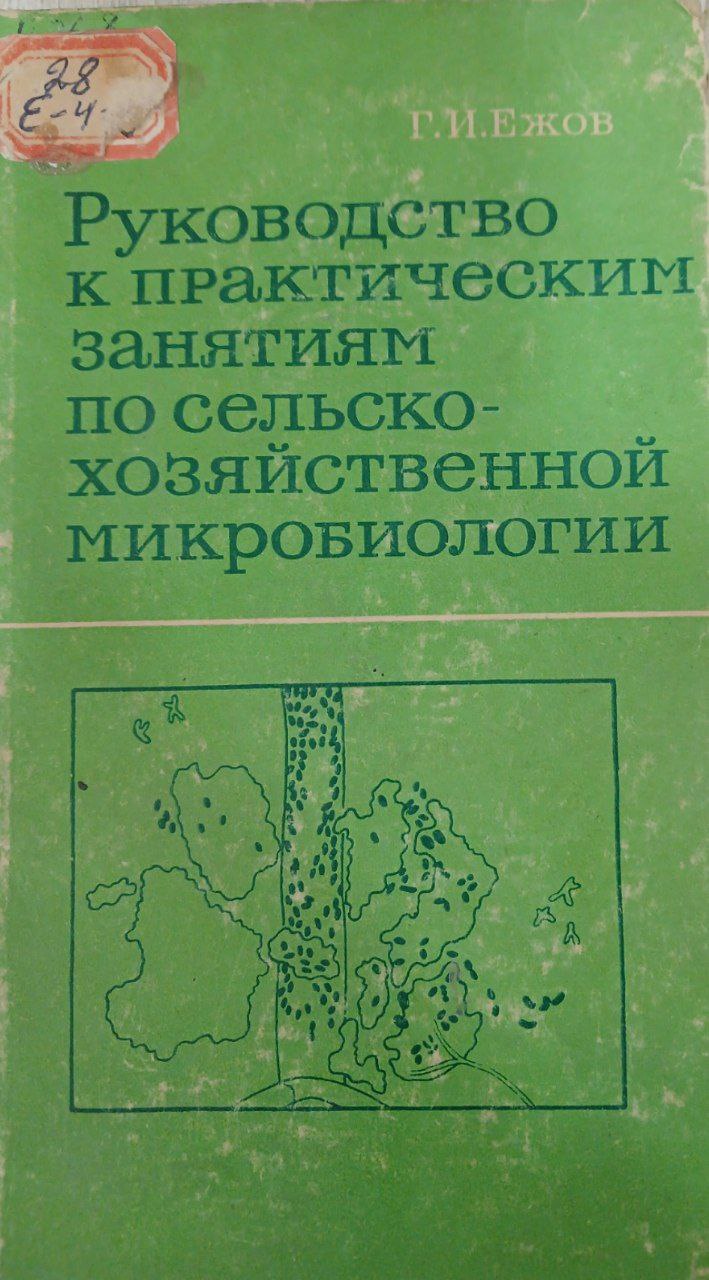 28
Е-4
Г.И.Ежов
Руководство
к практическим
занятиям
по сельско-
хозяйственной
микробиологии